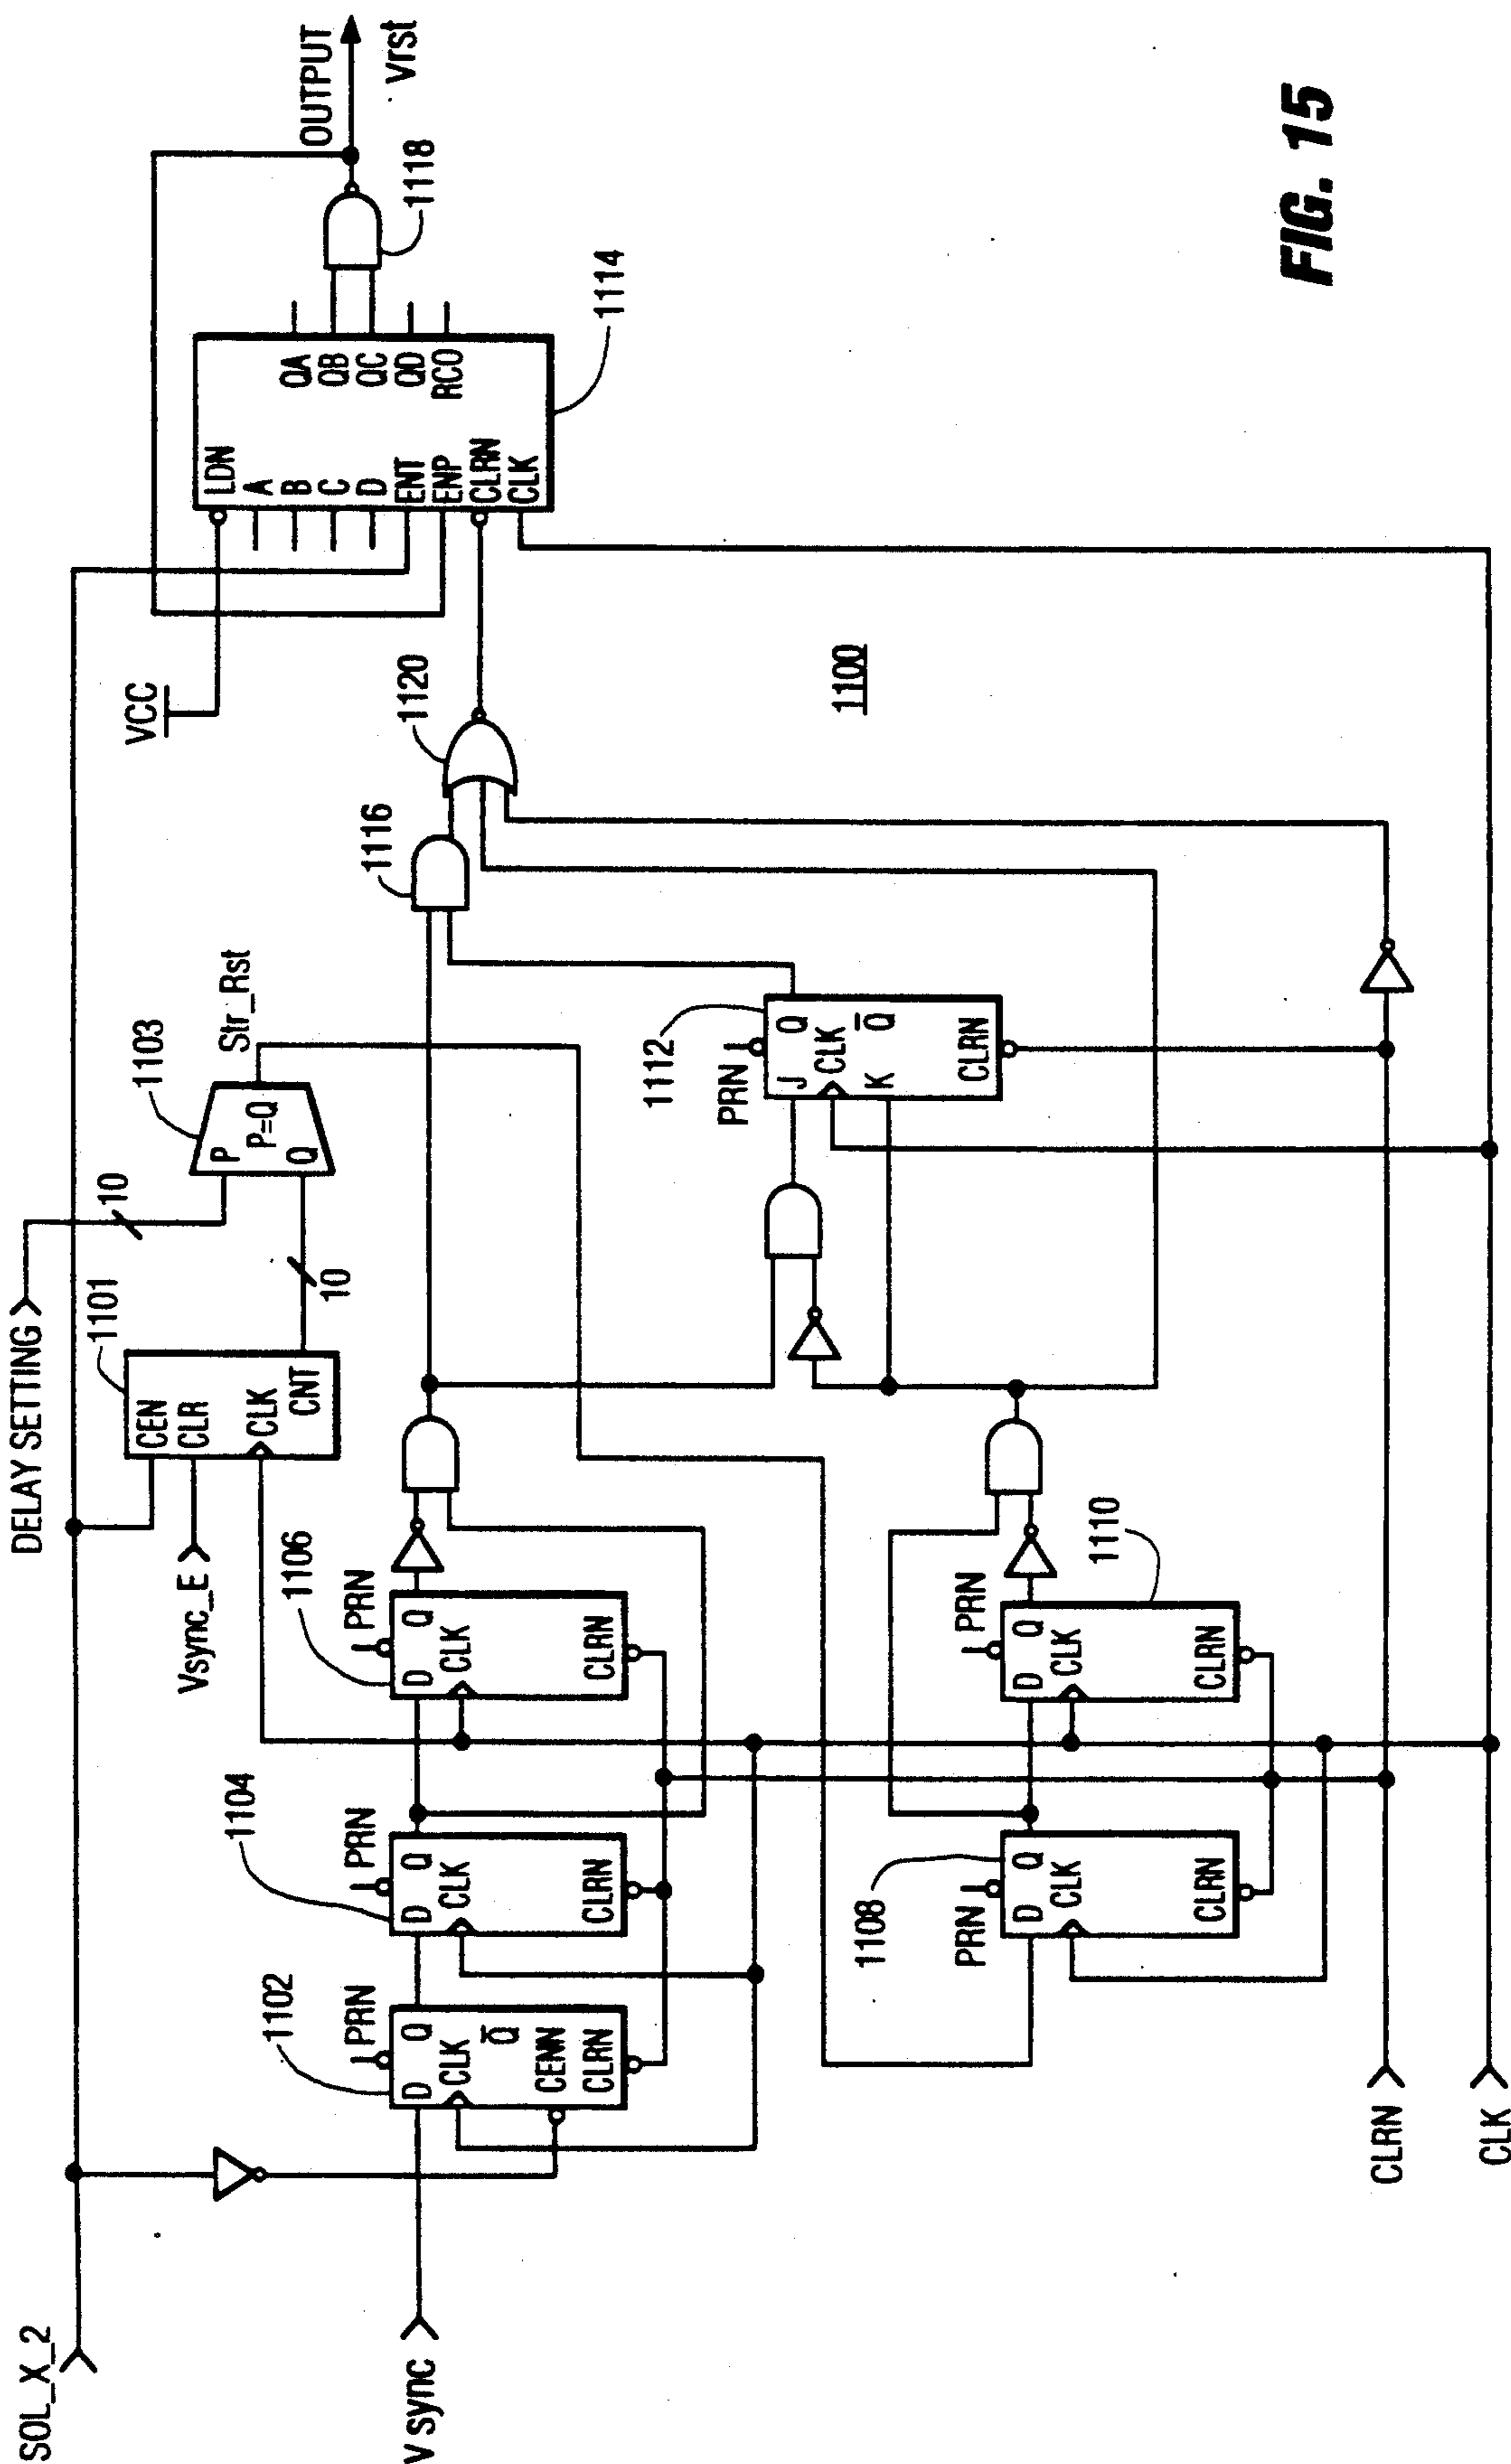 SOL_X_2
V sync
DELAY SETTING
Vsync_E
1101
CEN
CLR
CLK
CNT
10
10
1103
P
P=Q
Q
Str_Rst
VCC
LDN
A
B
C
D
ENT
ENP
CLRN
CLK
QA
QB
QC
QD
RCO
1114
1118
OUTPUT
Vrst
1102
PRN
D
Q
CLK
Q̅
CENN
CLRN
1104
PRN
D
Q
CLK
CLRN
1106
PRN
D
Q
CLK
CLRN
1116
1120
1108
PRN
D
Q
CLK
CLRN
1110
PRN
D
Q
CLK
CLRN
1112
PRN
J
Q
CLK
Q̅
K
CLRN
1100
CLRN
CLK
FIG. 15